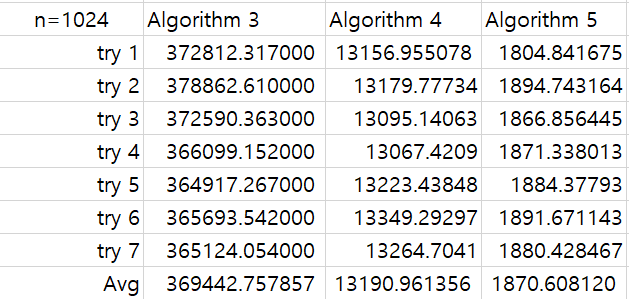 n=1024 Algorithm 3 Algorithm 4 Algorithm 5
try 1 372812.317000 13156.955078 1804.841675
try 2 378862.610000 13179.77734 1894.743164
try 3 372590.363000 13095.14063 1866.856445
try 4 366099.152000 13067.4209 1871.338013
try 5 364917.267000 13223.43848 1884.37793
try 6 365693.542000 13349.29297 1891.671143
try 7 365124.054000 13264.7041 1880.428467
Avg 369442.757857 13190.961356 1870.608120